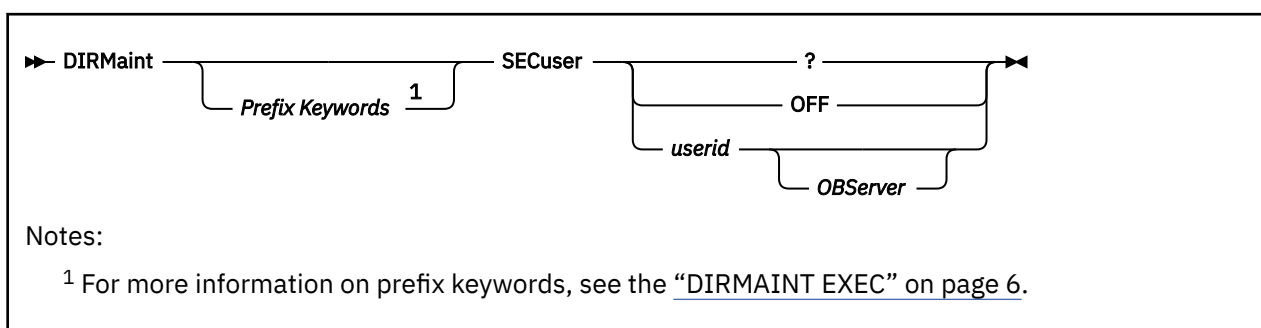 DIRMaint SECuser ?
Prefix Keywords 1 OFF
userid
OBServer
Notes:
1 For more information on prefix keywords, see the “DIRMAINT EXEC” on page 6.